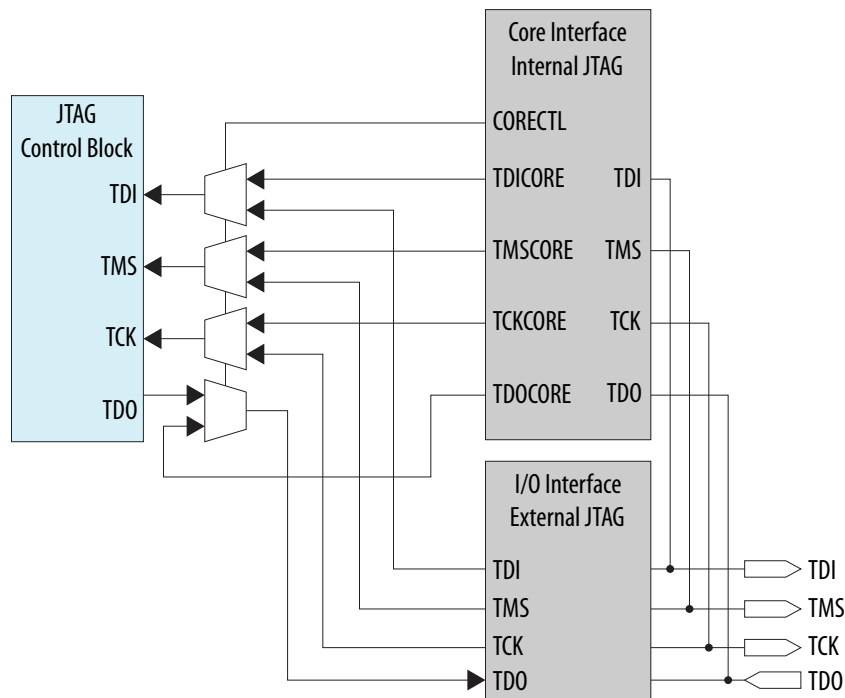 Core Interface
Internal JTAG
JTAG
Control Block
CORECTL
TDI
TDICORE TDI
TMS
TMSCORE TMS
TCK
TCKCORE TCK
TDO
TDOCORE TDO
I/O Interface
External JTAG
TDI
TDI
TMS
TMS
TCK
TCK
TDO
TDO